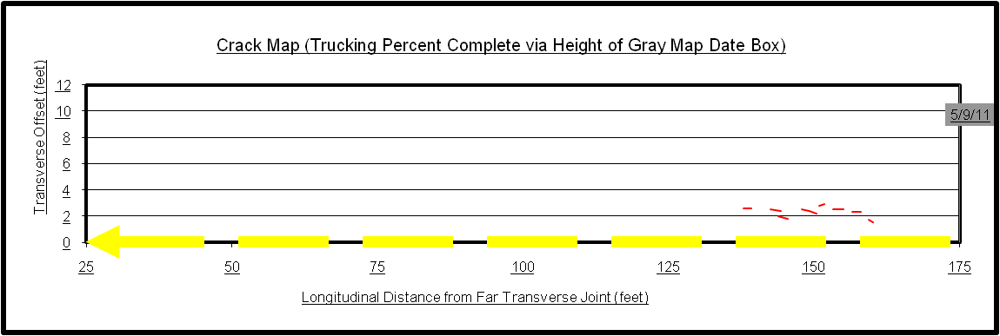 Crack Map (Trucking Percent Complete via Height of Gray Map Date Box)
Transverse Offset (feet)
12
10
8
6
4
2
0
5/9/11
25 50 75 100 125 150 175
Longitudinal Distance from Far Transverse Joint (feet)